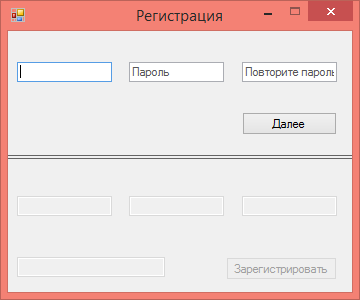 Регистрация
Пароль
Повторите пароль
Далее
Зарегистрировать